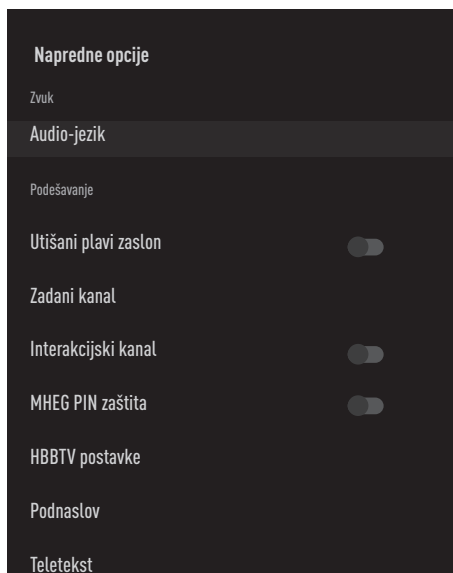 Napredne opcije
Zvuk
Audio-jezik
Podešavanje
Utišani plavi zaslon
Zadani kanal
Interakcijski kanal
MHEG PIN zaštita
HBBTV postavke
Podnaslov
Teletekst